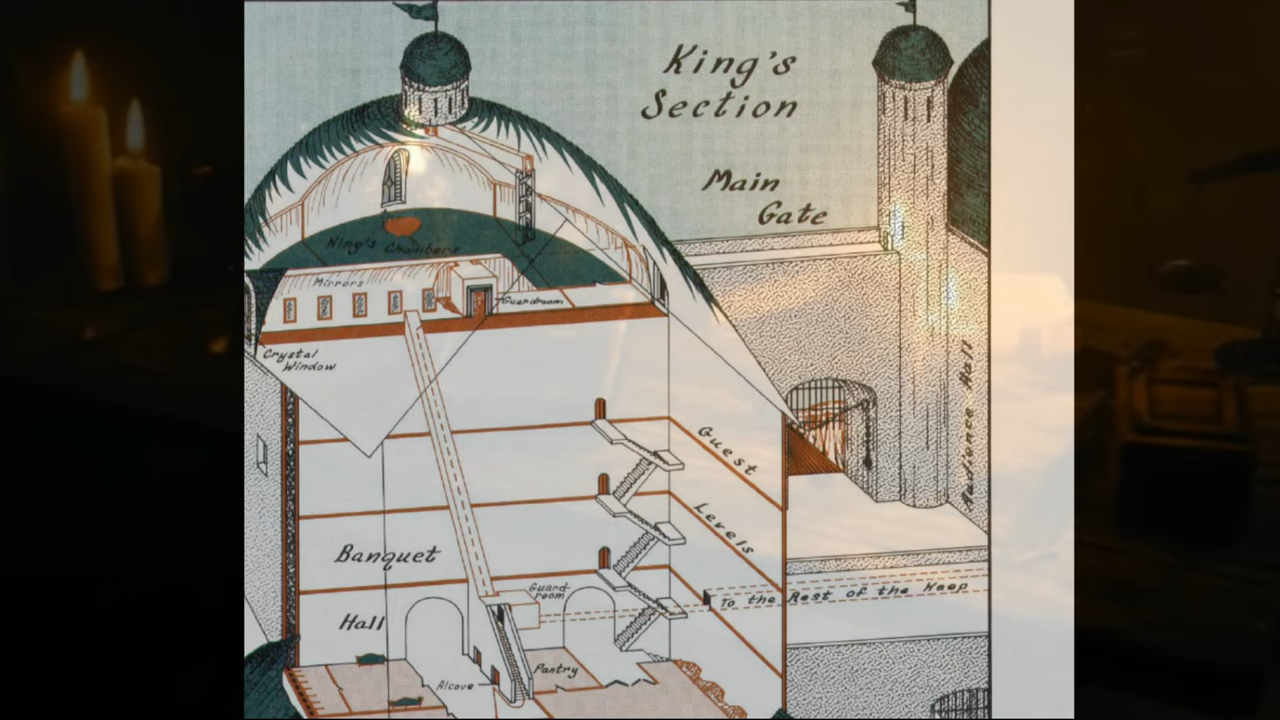 King's
Section
Main
Gate
King's Chambers
Mirrors
Guardroom
Crystal
Window
Audience Hall
Guest
Levels
Banquet
Hall
Guard-
room
To the Rest of the Keep
Pantry
Alcove